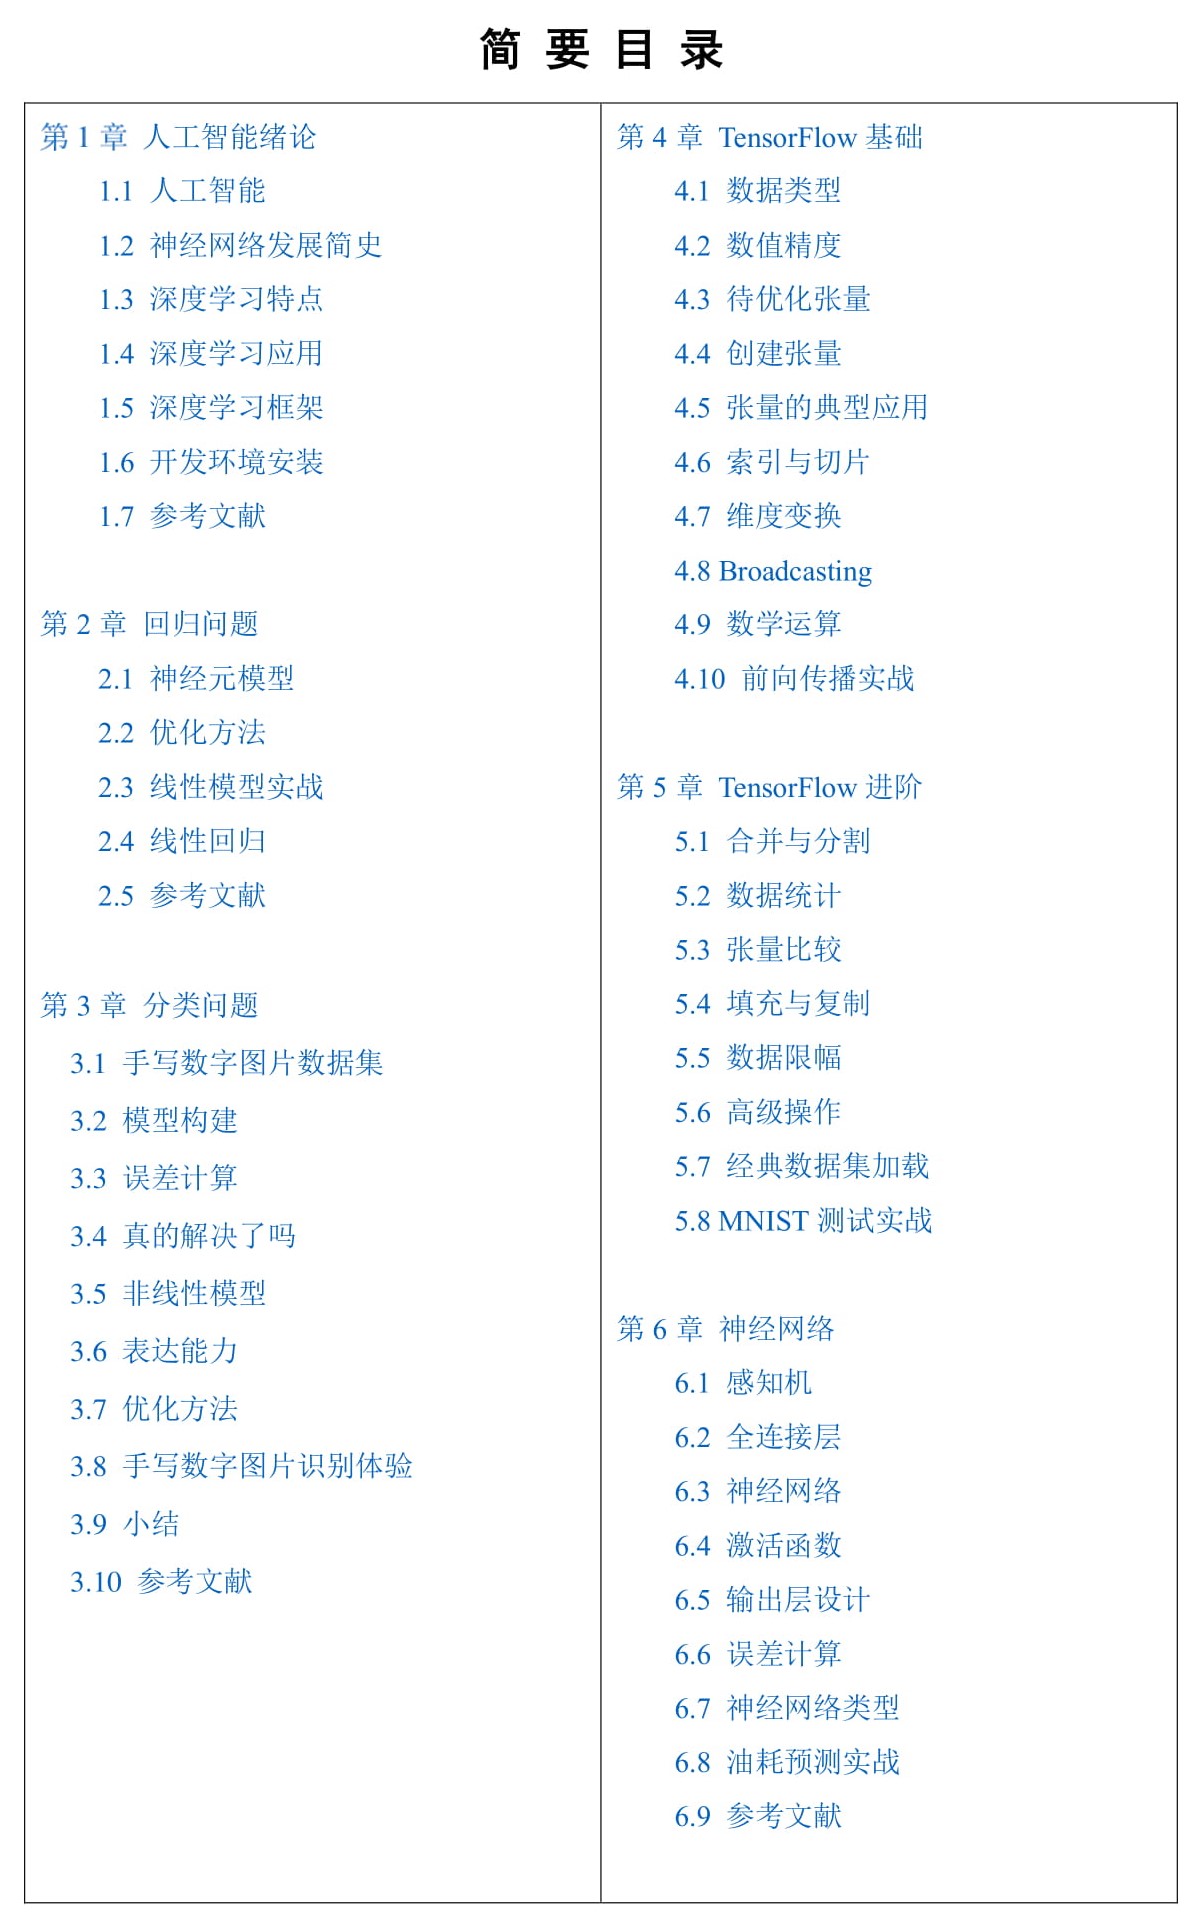 简 要 目 录
第 1 章 人工智能绪论
1.1 人工智能
1.2 神经网络发展简史
1.3 深度学习特点
1.4 深度学习应用
1.5 深度学习框架
1.6 开发环境安装
1.7 参考文献
第 2 章 回归问题
2.1 神经元模型
2.2 优化方法
2.3 线性模型实战
2.4 线性回归
2.5 参考文献
第 3 章 分类问题
3.1 手写数字图片数据集
3.2 模型构建
3.3 误差计算
3.4 真的解决了吗
3.5 非线性模型
3.6 表达能力
3.7 优化方法
3.8 手写数字图片识别体验
3.9 小结
3.10 参考文献
第 4 章 TensorFlow 基础
4.1 数据类型
4.2 数值精度
4.3 待优化张量
4.4 创建张量
4.5 张量的典型应用
4.6 索引与切片
4.7 维度变换
4.8 Broadcasting
4.9 数学运算
4.10 前向传播实战
第 5 章 TensorFlow 进阶
5.1 合并与分割
5.2 数据统计
5.3 张量比较
5.4 填充与复制
5.5 数据限幅
5.6 高级操作
5.7 经典数据集加载
5.8 MNIST 测试实战
第 6 章 神经网络
6.1 感知机
6.2 全连接层
6.3 神经网络
6.4 激活函数
6.5 输出层设计
6.6 误差计算
6.7 神经网络类型
6.8 油耗预测实战
6.9 参考文献